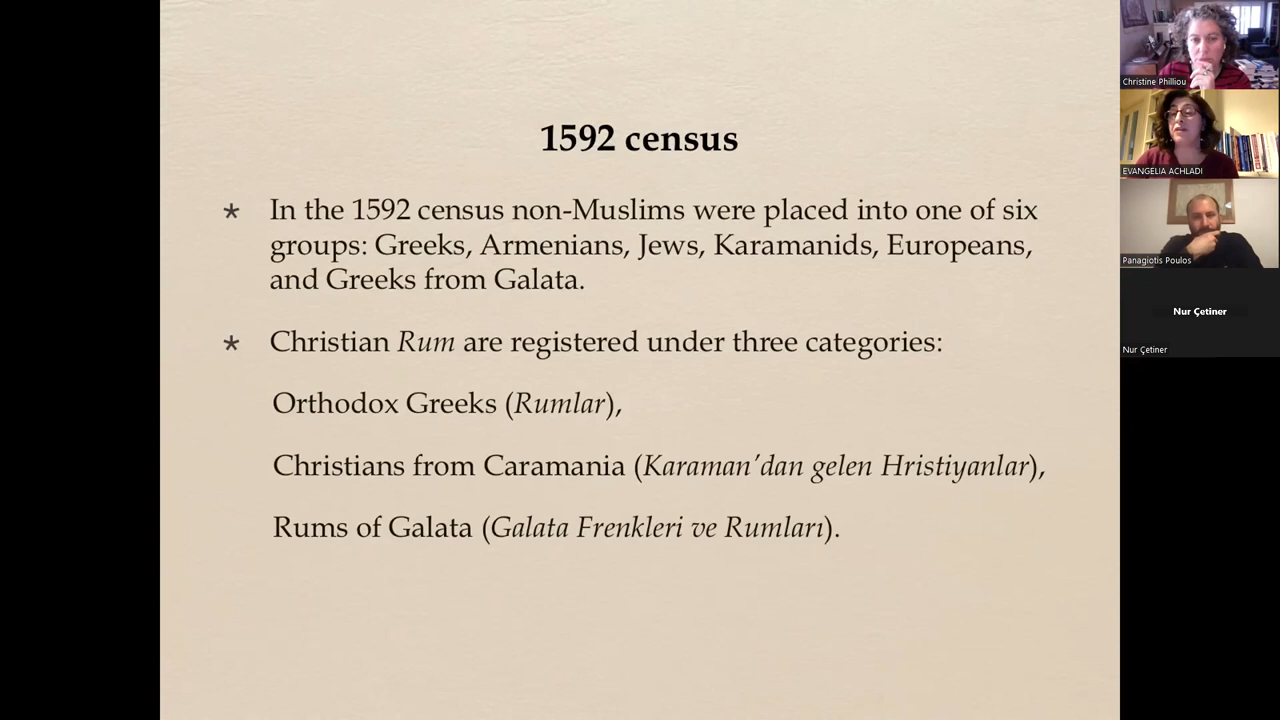 1592 census
* In the 1592 census non-Muslims were placed into one of six
groups: Greeks, Armenians, Jews, Karamanids, Europeans,
and Greeks from Galata.
* Christian Rum are registered under three categories:
Orthodox Greeks (Rumlar),
Christians from Caramania (Karaman’dan gelen Hristiyanlar),
Rums of Galata (Galata Frenkleri ve Rumları).
Christine Philliou
EVANGELIA ACHLADI
Panagiotis Poulos
Nur Çetiner
Nur Çetiner